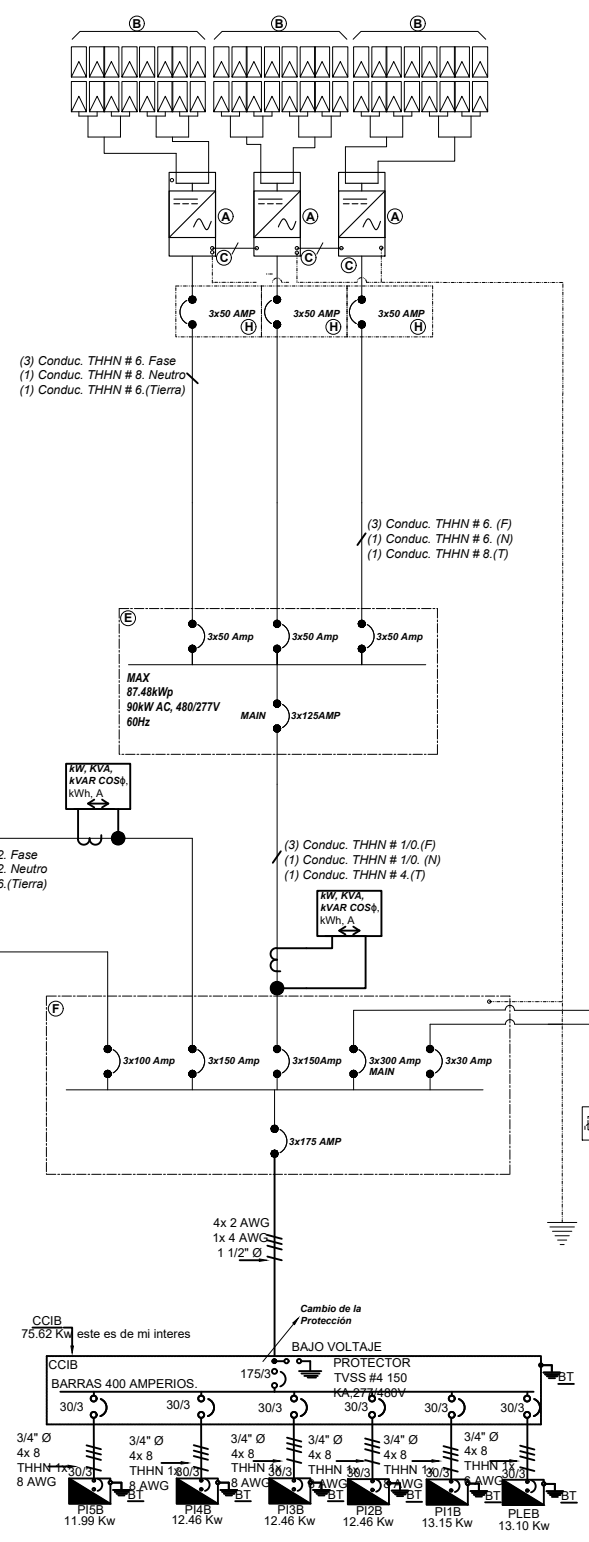 B
B
B
A
A
A
C
C
C
3x50 AMP
H
3x50 AMP
H
3x50 AMP
H
(3) Conduc. THHN # 6. Fase
(1) Conduc. THHN # 8. Neutro
(1) Conduc. THHN # 6.(Tierra)
(3) Conduc. THHN # 6. (F)
(1) Conduc. THHN # 6. (N)
(1) Conduc. THHN # 8.(T)
E
3x50 Amp
3x50 Amp
3x50 Amp
MAX
87.48kWp
90kW AC, 480/277V
60Hz
MAIN
3x125AMP
kW, KVA,
kVAR COSϕ,
kWh, A
2. Fase
2. Neutro
6.(Tierra)
(3) Conduc. THHN # 1/0.(F)
(1) Conduc. THHN # 1/0. (N)
(1) Conduc. THHN # 4.(T)
kW, KVA,
kVAR COSϕ,
kWh, A
F
3x100 Amp
3x150 Amp
3x150Amp
3x300 Amp
MAIN
3x30 Amp
3x175 AMP
4x 2 AWG
1x 4 AWG
1 1/2" Ø
Cambio de la
Protección
CCIB
75.62 Kw este es de mi interes
BAJO VOLTAJE
CCIB
175/3
PROTECTOR
TVSS #4 150
KA,277/480V
BT
BARRAS 400 AMPERIOS.
30/3
30/3
30/3
30/3
30/3
30/3
3/4" Ø
4x 8
THHN 1x
8 AWG
30/3
BT
PI5B
11.99 Kw
3/4" Ø
4x 8
THHN 1x
8 AWG
30/3
BT
PI4B
12.46 Kw
3/4" Ø
4x 8
THHN 1x
8 AWG
30/3
BT
PI3B
12.46 Kw
3/4" Ø
4x 8
THHN 1x
8 AWG
30/3
BT
PI2B
12.46 Kw
3/4" Ø
4x 8
THHN 1x
8 AWG
30/3
BT
PI1B
13.15 Kw
3/4" Ø
4x 8
THHN 1x
30/3
BT
PLEB
13.10 Kw